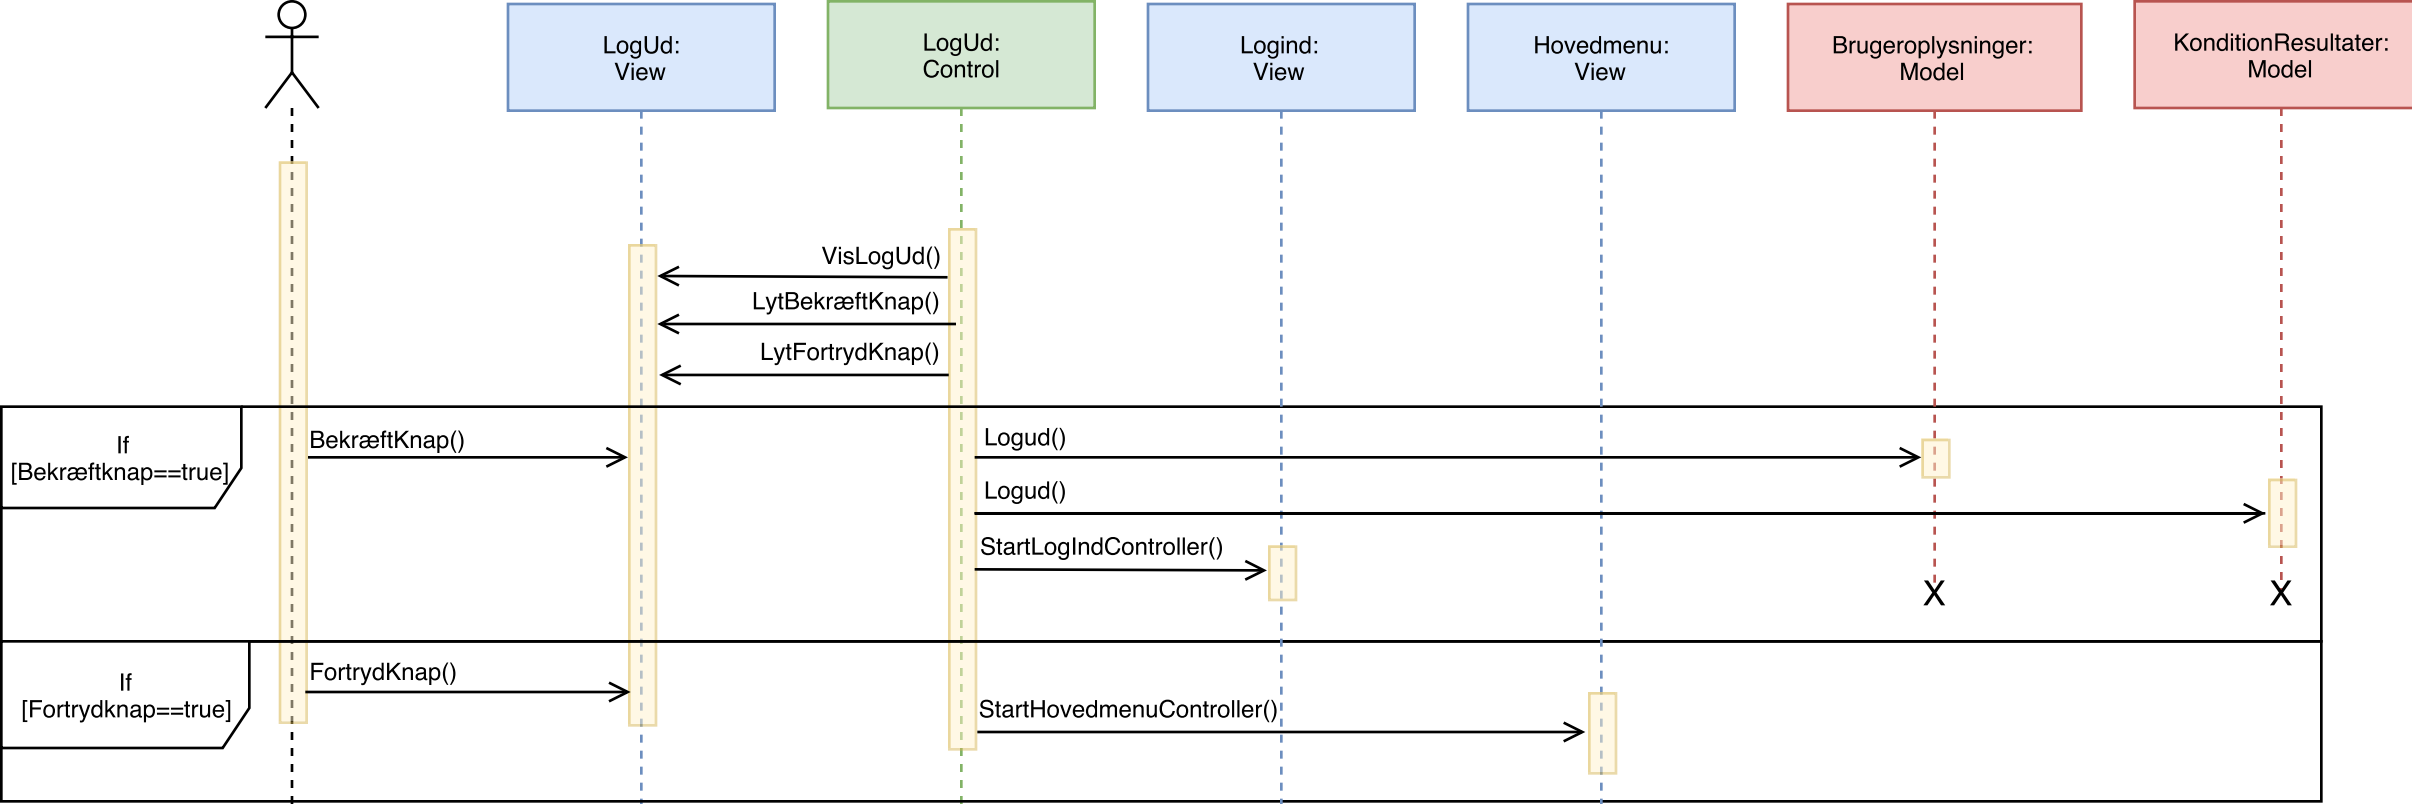 LogUd:
View
LogUd:
Control
Logind:
View
Hovedmenu:
View
Brugeroplysninger:
Model
KonditionResultater:
Model
VisLogUd()
LytBekræftKnap()
LytFortrydKnap()
If
[Bekræftknap==true]
BekræftKnap()
Logud()
Logud()
StartLogIndController()
X
X
If
[Fortrydknap==true]
FortrydKnap()
StartHovedmenuController()